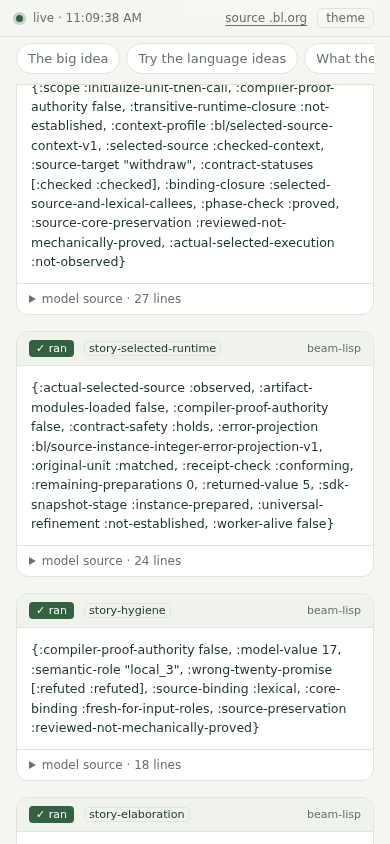 live · 11:09:38 AM
source .bl.org
theme
The big idea
Try the language ideas
What the
{:scope :initialize-unit-then-call, :compiler-proof-
authority false, :transitive-runtime-closure :not-
established, :context-profile :bl/selected-source-
context-v1, :selected-source :checked-context,
:source-target "withdraw", :contract-statuses
[:checked :checked], :binding-closure :selected-
source-and-lexical-callees, :phase-check :proved,
:source-core-preservation :reviewed-not-
mechanically-proved, :actual-selected-execution
:not-observed}
▶ model source · 27 lines
✓ ran
story-selected-runtime
beam-lisp
{:actual-selected-source :observed, :artifact-
modules-loaded false, :compiler-proof-authority
false, :contract-safety :holds, :error-projection
:bl/source-instance-integer-error-projection-v1,
:original-unit :matched, :receipt-check :conforming,
:remaining-preparations 0, :returned-value 5, :sdk-
snapshot-stage :instance-prepared, :universal-
refinement :not-established, :worker-alive false}
▶ model source · 24 lines
✓ ran
story-hygiene
beam-lisp
{:compiler-proof-authority false, :model-value 17,
:semantic-role "local_3", :wrong-twenty-promise
[:refuted :refuted], :source-binding :lexical, :core-
binding :fresh-for-input-roles, :source-preservation
:reviewed-not-mechanically-proved}
▶ model source · 18 lines
✓ ran
story-elaboration
beam-lisp